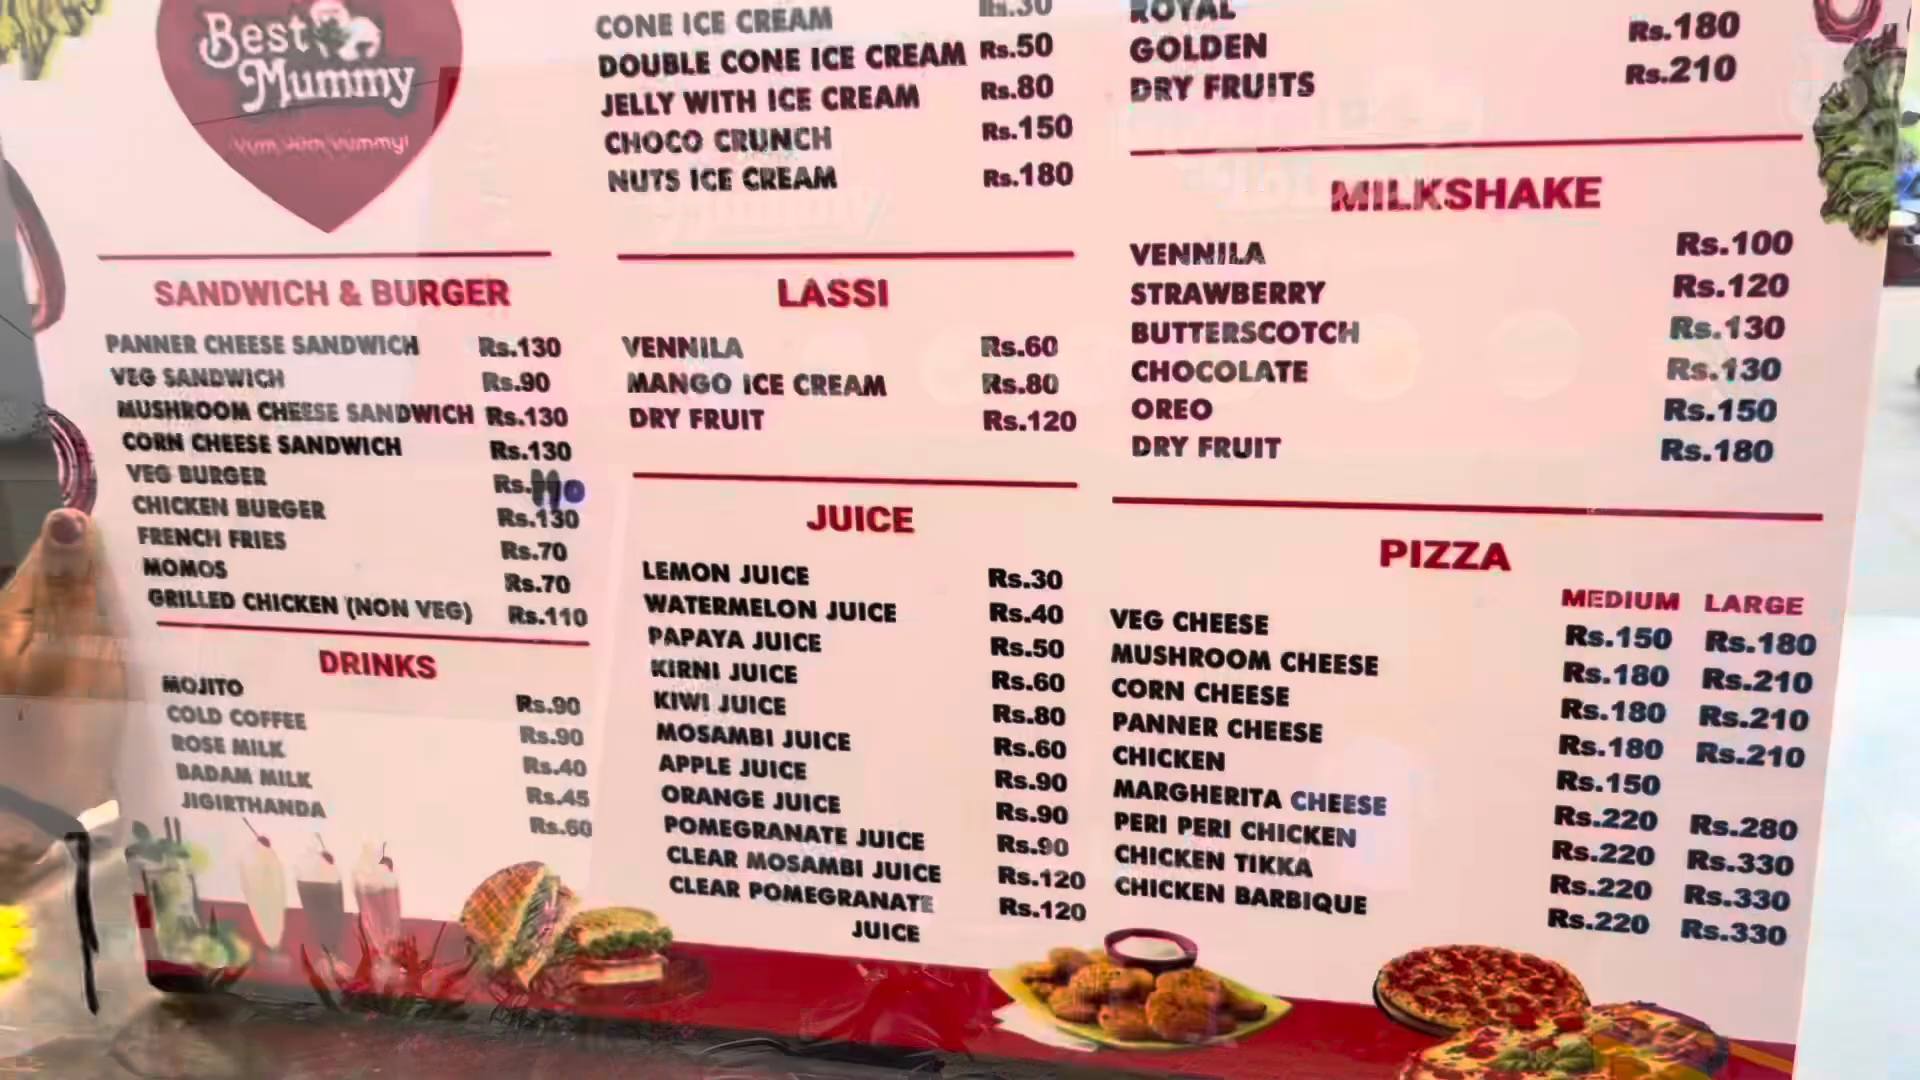 Best
Mummy
Yum yum yummy!
SANDWICH & BURGER
PANNER CHEESE SANDWICH Rs.130
VEG SANDWICH Rs.90
MUSHROOM CHEESE SANDWICH Rs.130
CORN CHEESE SANDWICH Rs.130
VEG BURGER Rs.110
CHICKEN BURGER Rs.130
FRENCH FRIES Rs.70
MOMOS Rs.70
GRILLED CHICKEN (NON VEG) Rs.110
DRINKS
MOJITO Rs.90
COLD COFFEE Rs.90
ROSE MILK Rs.40
BADAM MILK Rs.45
JIGIRTHANDA Rs.60
CONE ICE CREAM Rs.30
DOUBLE CONE ICE CREAM Rs.50
JELLY WITH ICE CREAM Rs.80
CHOCO CRUNCH Rs.150
NUTS ICE CREAM Rs.180
LASSI
VENNILA Rs.60
MANGO ICE CREAM Rs.80
DRY FRUIT Rs.120
JUICE
LEMON JUICE Rs.30
WATERMELON JUICE Rs.40
PAPAYA JUICE Rs.50
KIRNI JUICE Rs.60
KIWI JUICE Rs.80
MOSAMBI JUICE Rs.60
APPLE JUICE Rs.90
ORANGE JUICE Rs.90
POMEGRANATE JUICE Rs.90
CLEAR MOSAMBI JUICE Rs.120
CLEAR POMEGRANATE Rs.120
JUICE
ROYAL
GOLDEN Rs.180
DRY FRUITS Rs.210
MILKSHAKE
VENNILA Rs.100
STRAWBERRY Rs.120
BUTTERSCOTCH Rs.130
CHOCOLATE Rs.130
OREO Rs.150
DRY FRUIT Rs.180
PIZZA
MEDIUM LARGE
VEG CHEESE Rs.150 Rs.180
MUSHROOM CHEESE Rs.180 Rs.210
CORN CHEESE Rs.180 Rs.210
PANNER CHEESE Rs.180 Rs.210
CHICKEN Rs.150
MARGHERITA CHEESE Rs.220 Rs.280
PERI PERI CHICKEN Rs.220 Rs.330
CHICKEN TIKKA Rs.220 Rs.330
CHICKEN BARBIQUE Rs.220 Rs.330